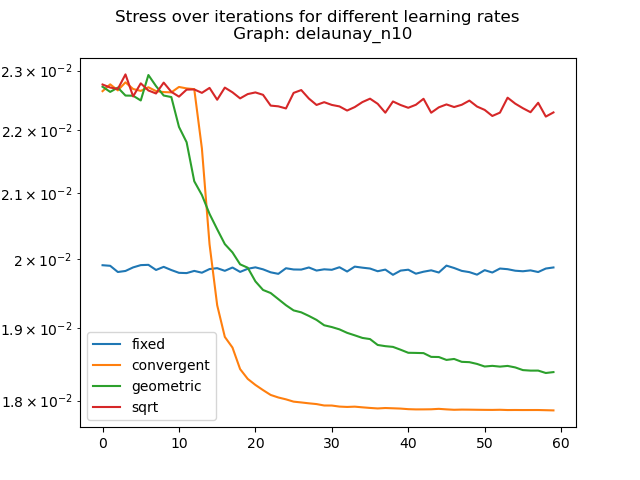 Stress over iterations for different learning rates
Graph: delaunay_n10
2.3 × 10⁻²
2.2 × 10⁻²
2.1 × 10⁻²
2 × 10⁻²
1.9 × 10⁻²
1.8 × 10⁻²
fixed
convergent
geometric
sqrt
0 10 20 30 40 50 60